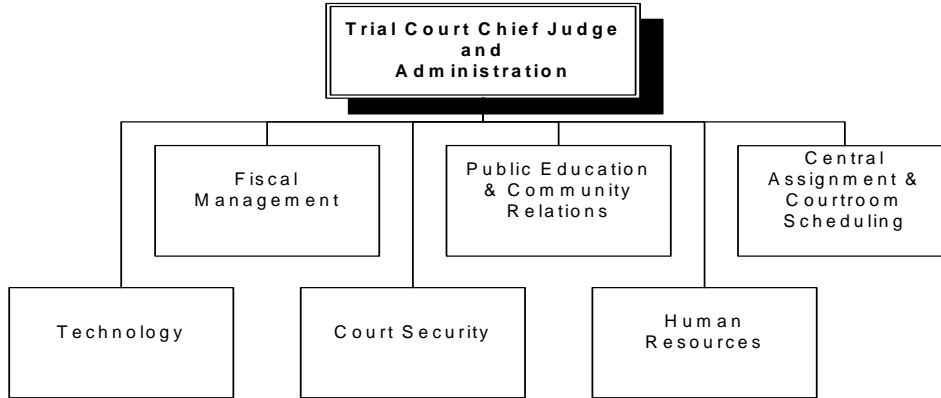 Trial Court Chief Judge
and
Administration
Fiscal
Management
Public Education
& Community
Relations
Central
Assignment &
Courtroom
Scheduling
Technology
Court Security
Human
Resources